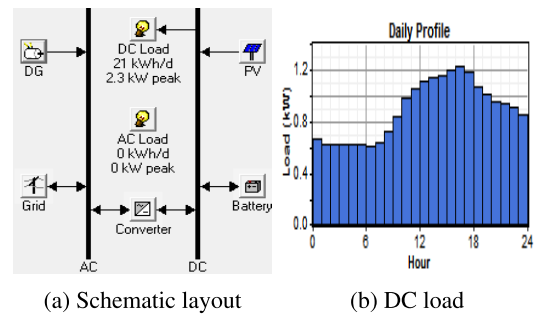 DC Load
21 kWh/d
2.3 kW peak
DG
PV
AC Load
0 kWh/d
0 kW peak
Grid
Converter
Battery
AC
DC
(a) Schematic layout
Daily Profile
Load (kW)
1.2
0.8
0.4
0.0
0
6
12
18
24
Hour
(b) DC load